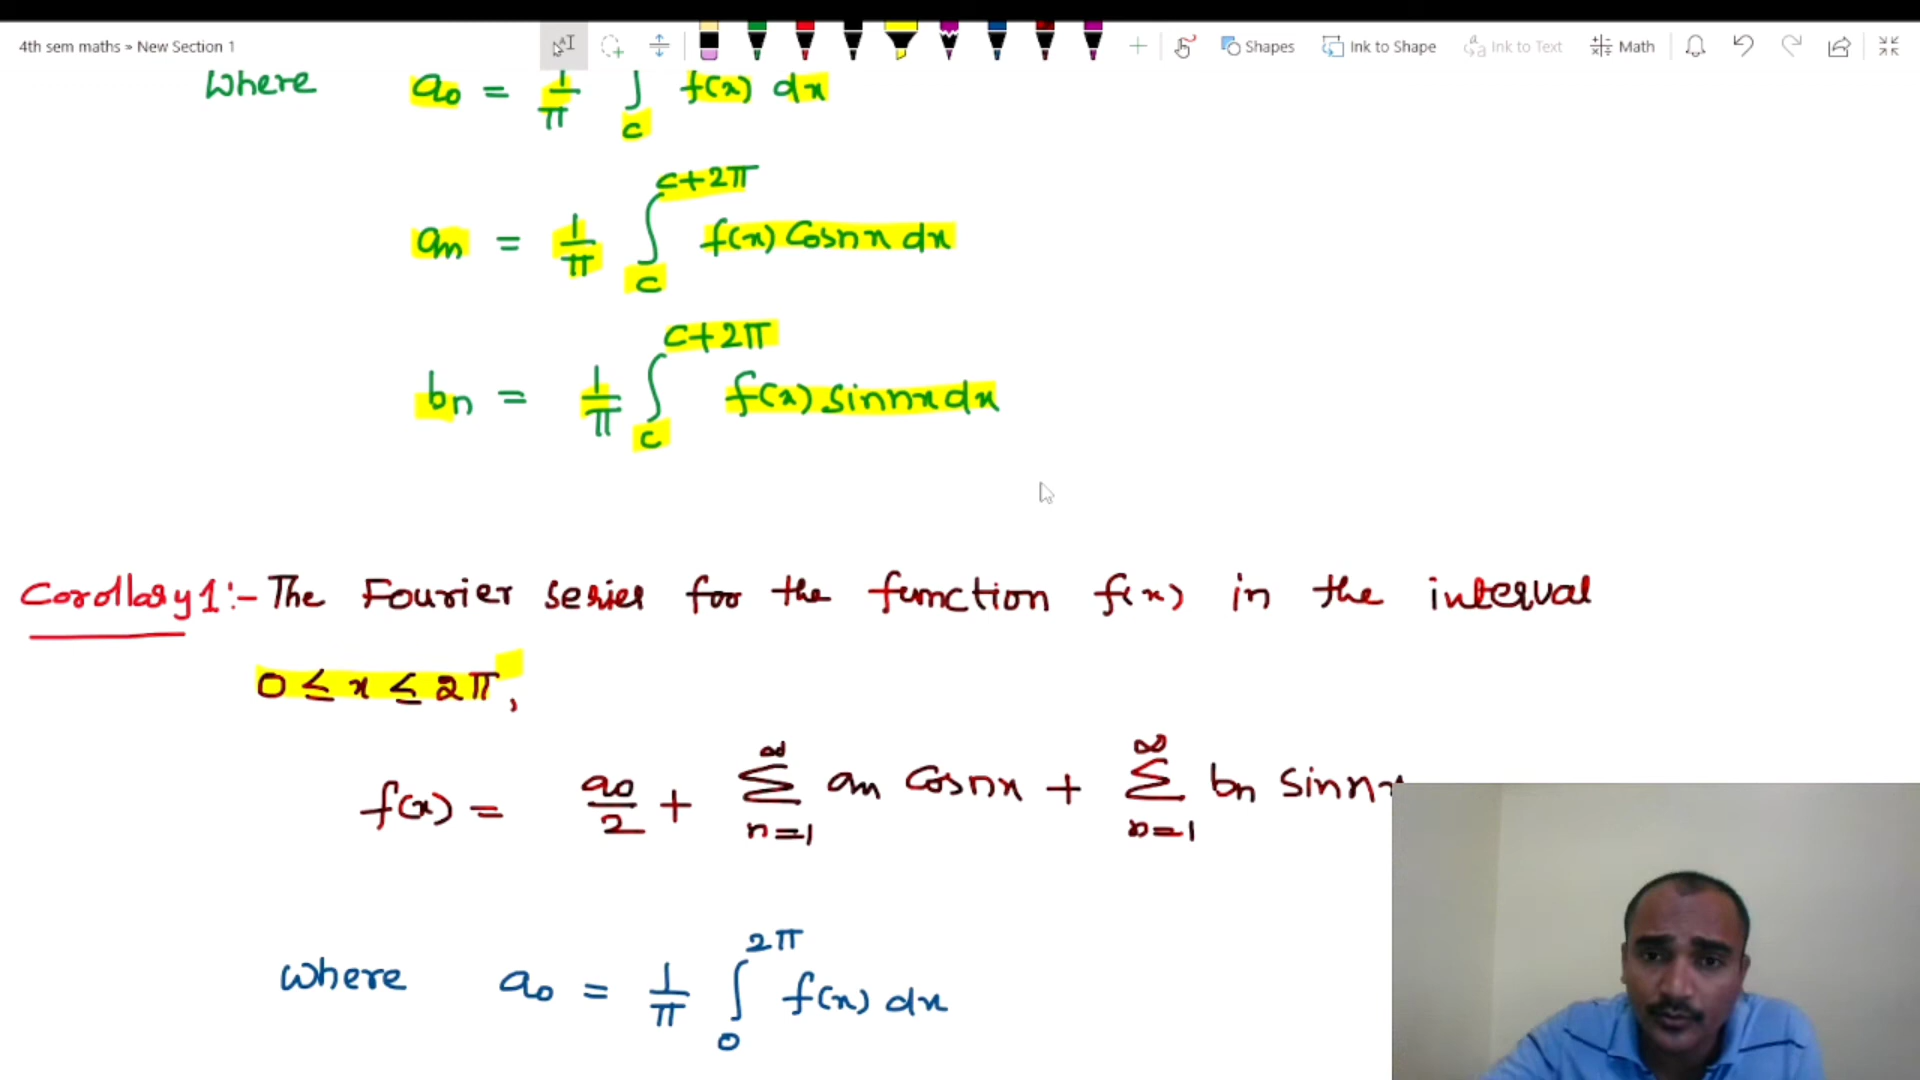 4th sem maths » New Section 1
Shapes Ink to Shape Ink to Text Math
Where a₀ = 1/π ∫_c f(x) dx
aₙ = 1/π ∫_c^{c+2π} f(x) Cosnx dx
bₙ = 1/π ∫_c^{c+2π} f(x) sinnx dx
Corollary 1:- The Fourier series for the function f(x) in the interval
0 ≤ x ≤ 2π,
f(x) = a₀/2 + ∑_{n=1}^∞ aₙ Cosnx + ∑_{n=1}^∞ bₙ Sinnx
where a₀ = 1/π ∫_0^{2π} f(x) dx